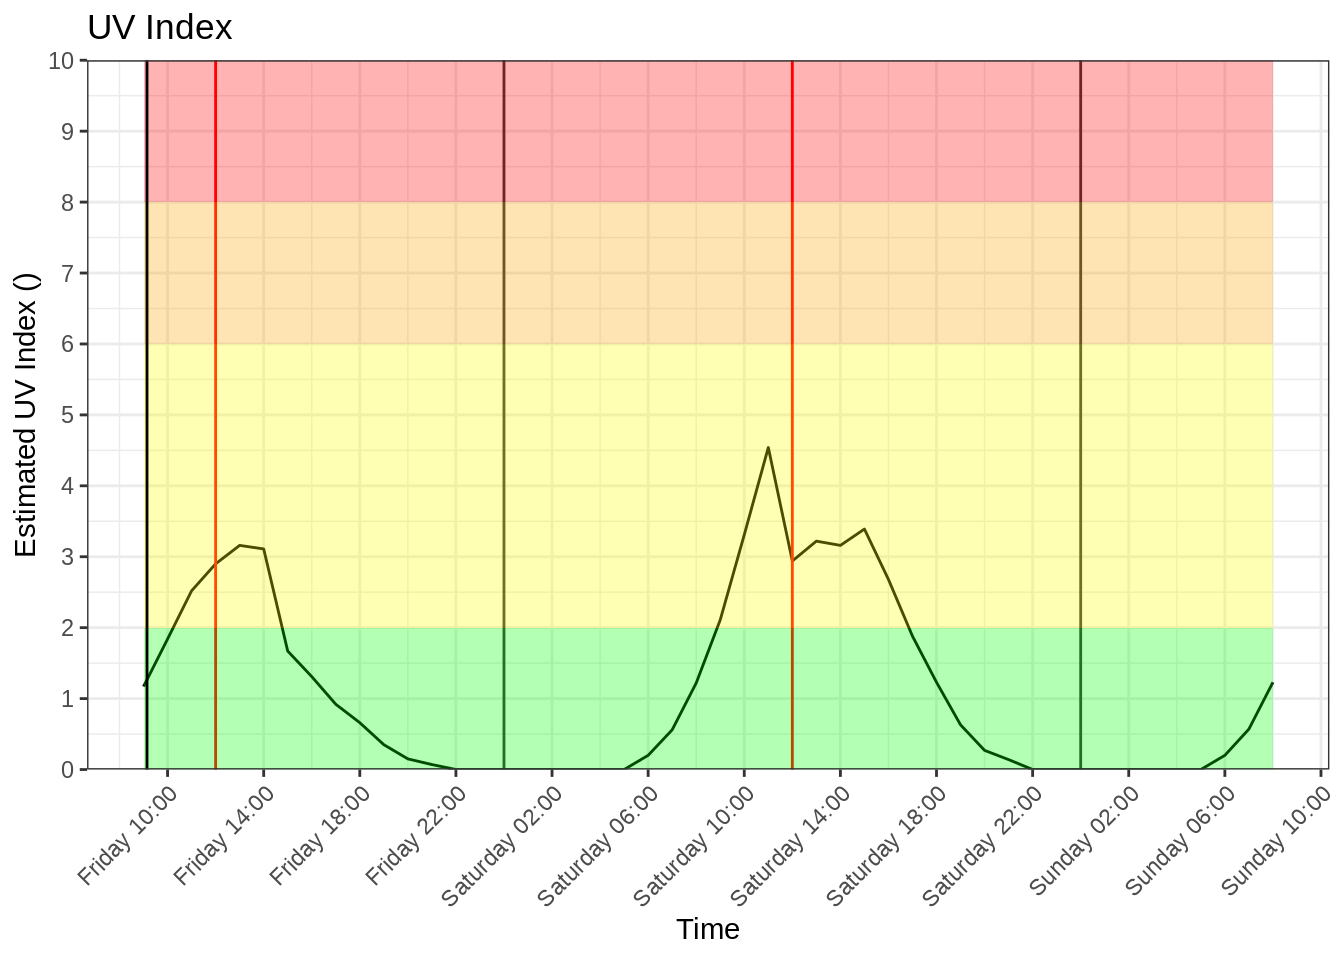 UV Index
Estimated UV Index ()
10
9
8
7
6
5
4
3
2
1
0
Friday 10:00
Friday 14:00
Friday 18:00
Friday 22:00
Saturday 02:00
Saturday 06:00
Saturday 10:00
Saturday 14:00
Saturday 18:00
Saturday 22:00
Sunday 02:00
Sunday 06:00
Sunday 10:00
Time